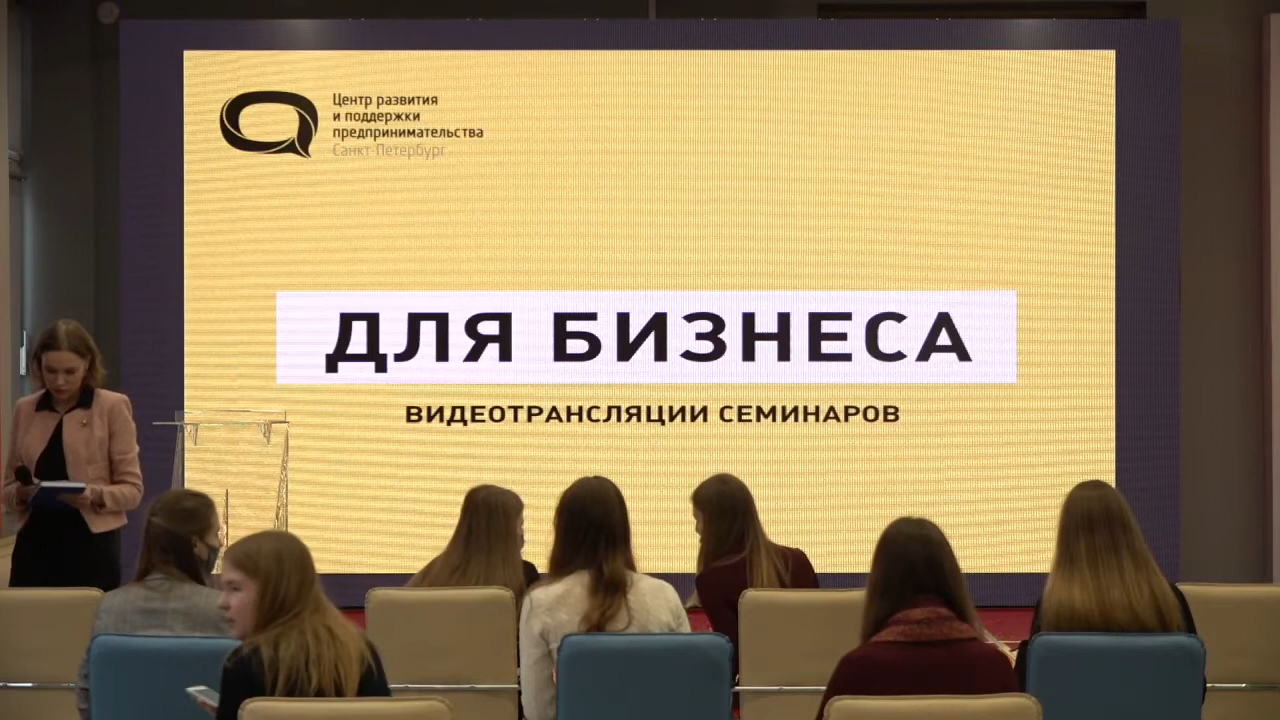 Центр развития
и поддержки
предпринимательства
Санкт-Петербург
ДЛЯ БИЗНЕСА
ВИДЕОТРАНСЛЯЦИИ СЕМИНАРОВ